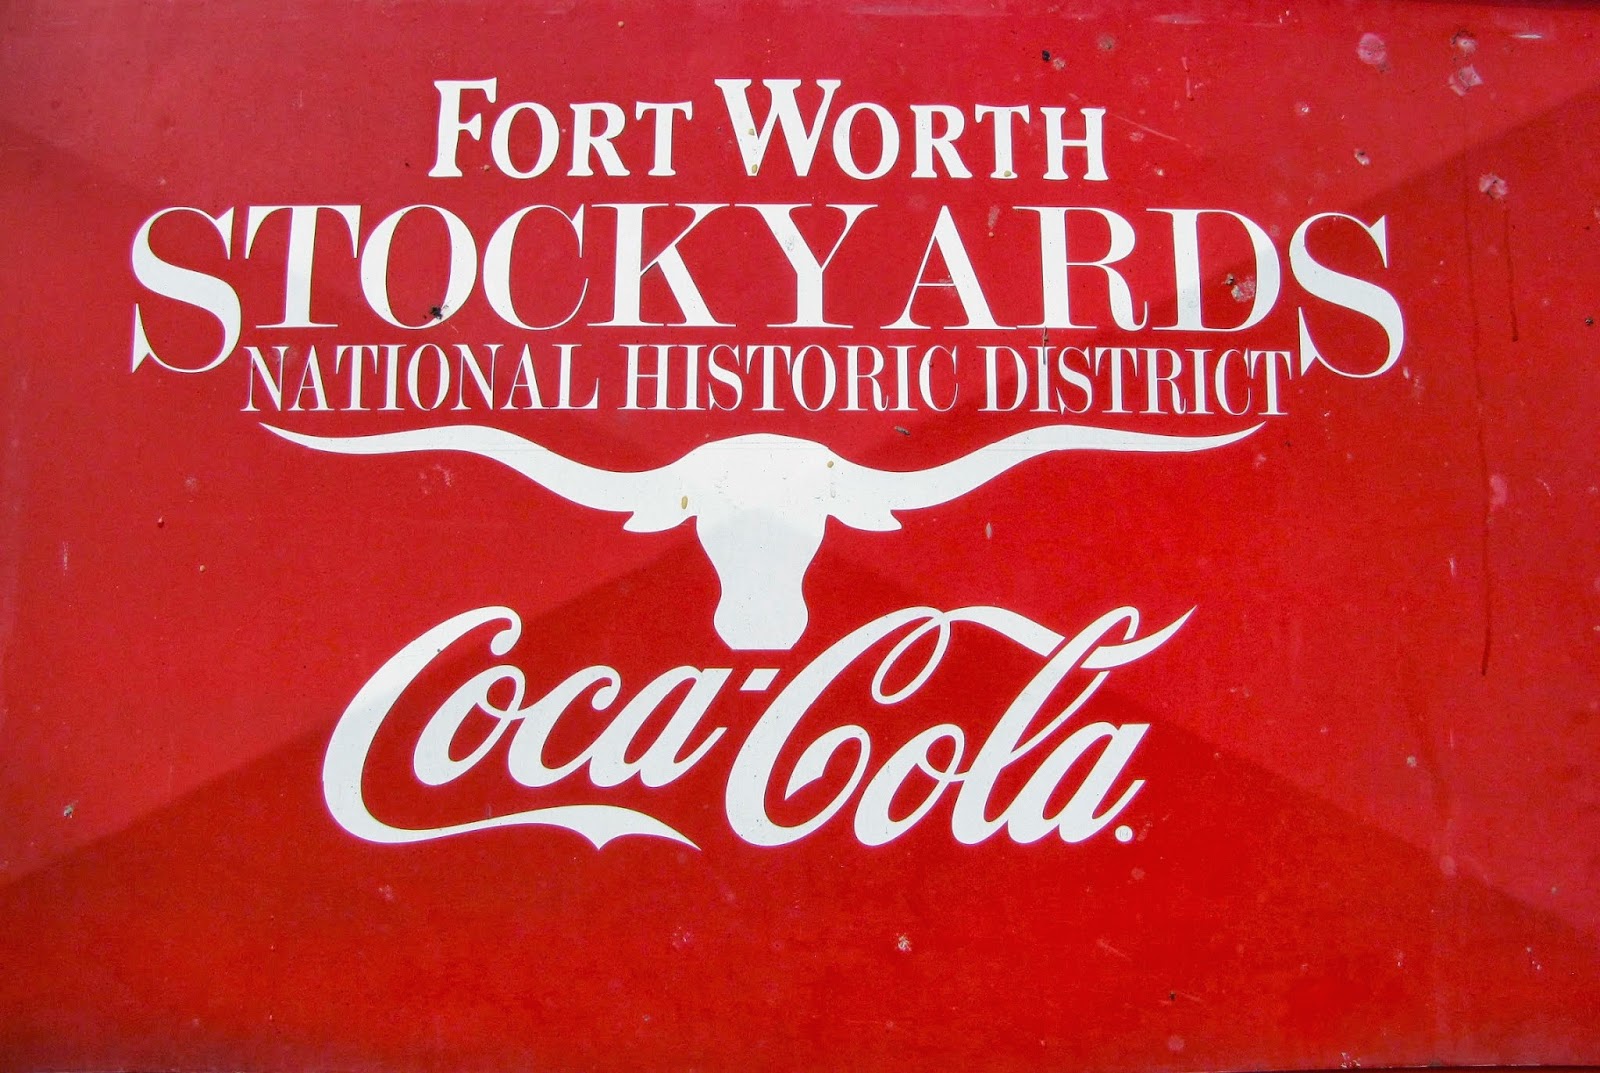 FORT WORTH
STOCKYARDS
NATIONAL HISTORIC DISTRICT
Coca-Cola®